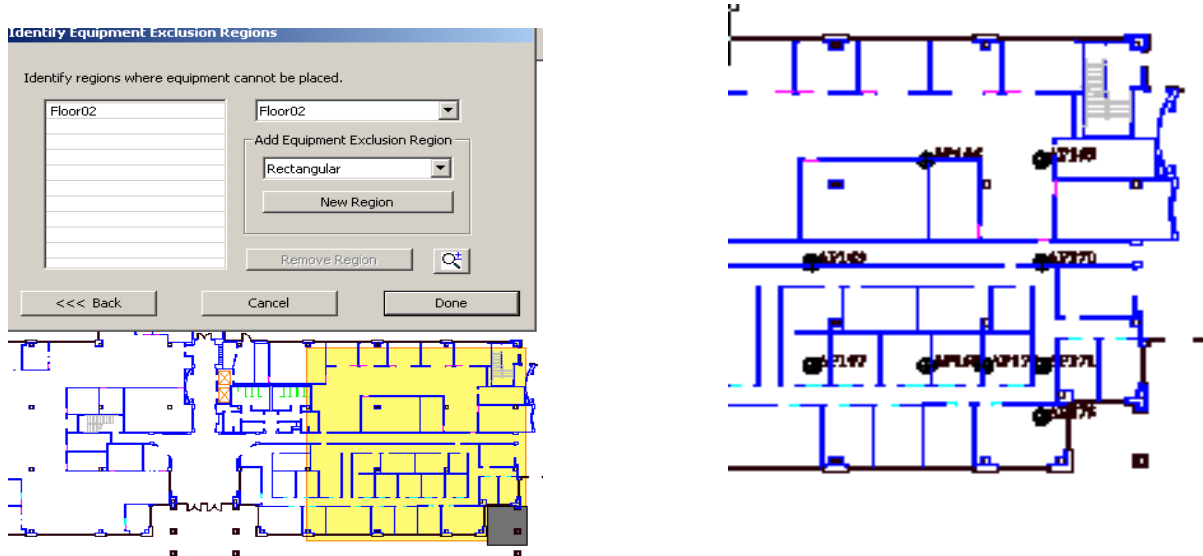 Identify Equipment Exclusion Regions
Identify regions where equipment cannot be placed.
Floor02
Floor02
Add Equipment Exclusion Region
Rectangular
New Region
Remove Region
<<< Back
Cancel
Done